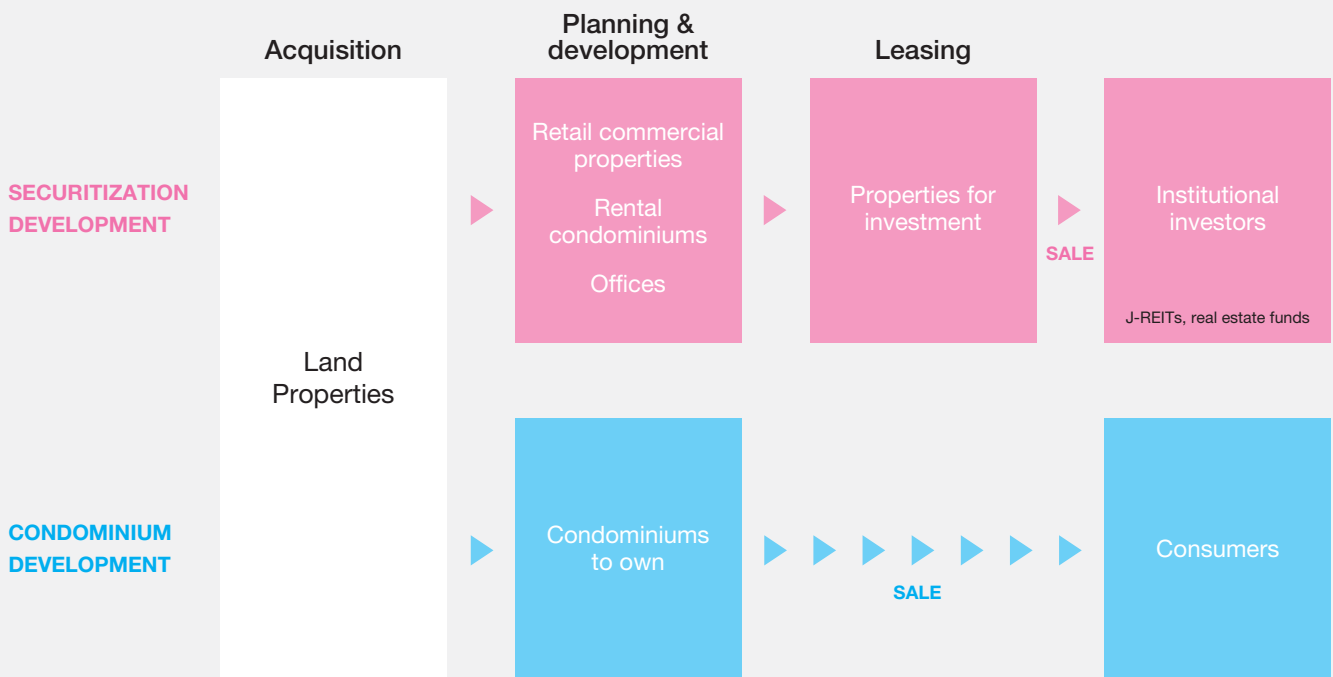 Acquisition
Planning &
development
Leasing
SECURITIZATION
DEVELOPMENT
Land
Properties
Retail commercial
properties
Rental
condominiums
Offices
Properties for
investment
SALE
Institutional
investors
J-REITs, real estate funds
CONDOMINIUM
DEVELOPMENT
Condominiums
to own
SALE
Consumers